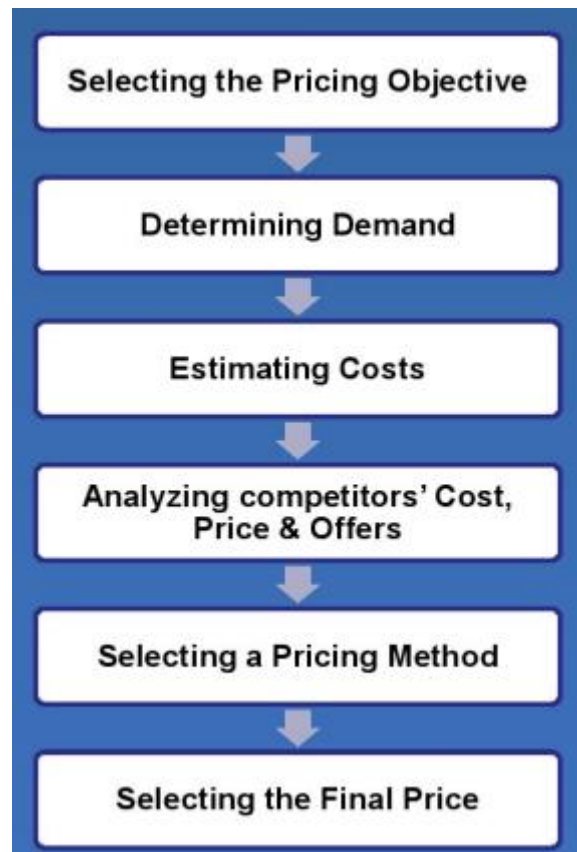 Selecting the Pricing Objective
Determining Demand
Estimating Costs
Analyzing competitors’ Cost,
Price & Offers
Selecting a Pricing Method
Selecting the Final Price